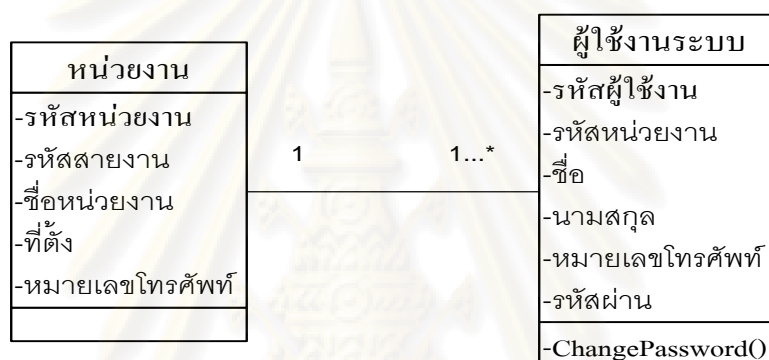 หน่วยงาน
-รหัสหน่วยงาน
-รหัสสายงาน
-ชื่อหน่วยงาน
-ที่ตั้ง
-หมายเลขโทรศัพท์
1
1...*
ผู้ใช้งานระบบ
-รหัสผู้ใช้งาน
-รหัสหน่วยงาน
-ชื่อ
-นามสกุล
-หมายเลขโทรศัพท์
-รหัสผ่าน
-ChangePassword()